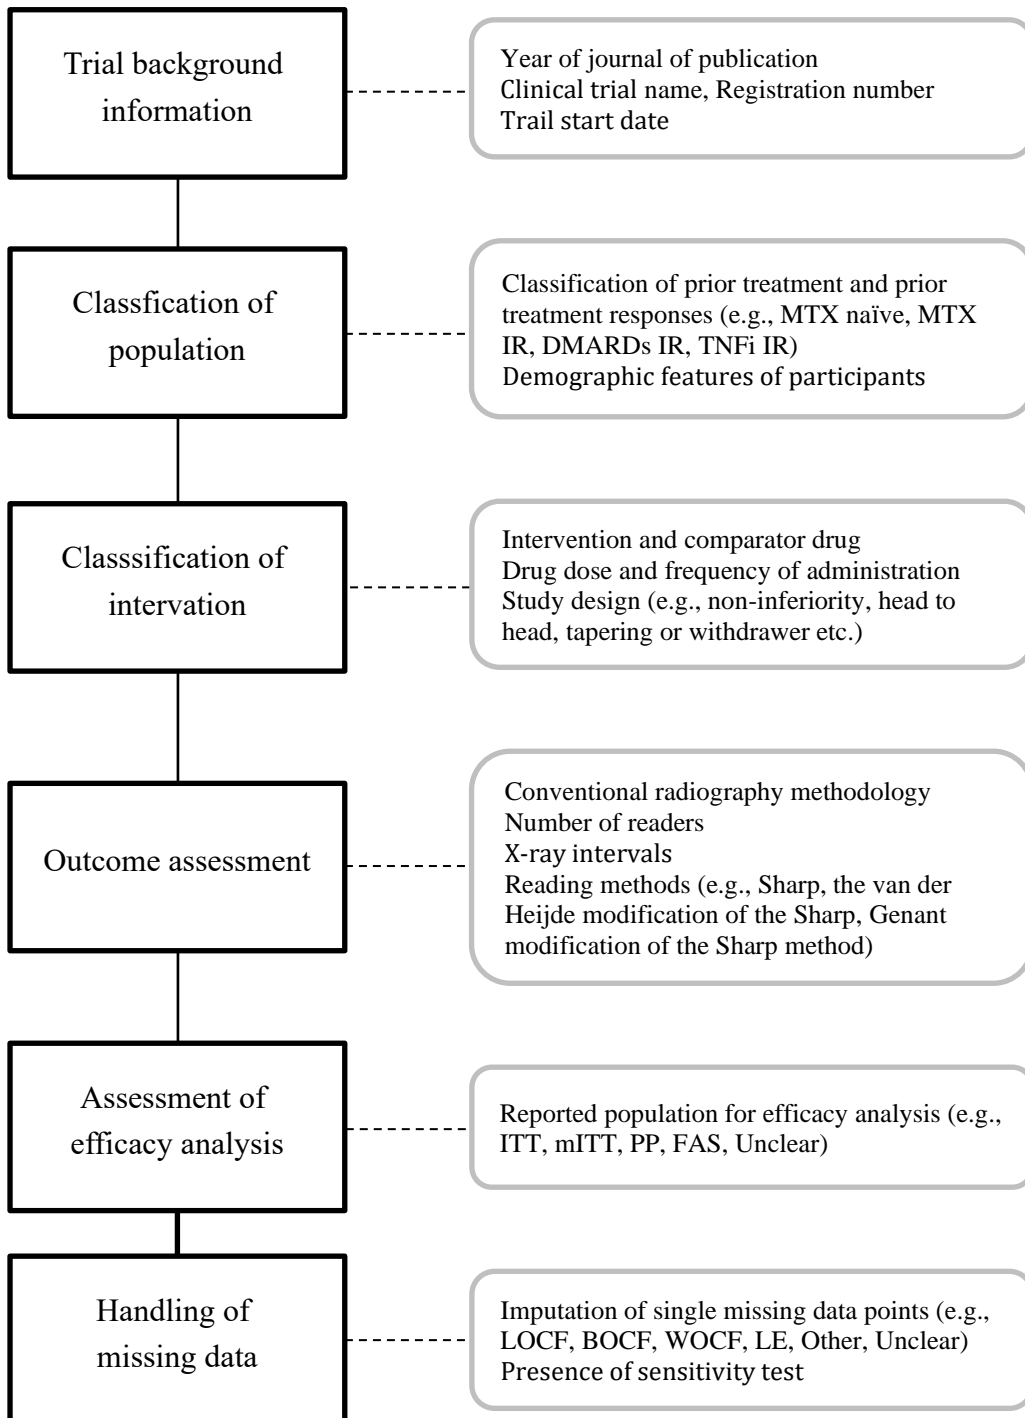 Trial background
information
Year of journal of publication
Clinical trial name, Registration number
Trail start date
Classfication of
population
Classification of prior treatment and prior
treatment responses (e.g., MTX naïve, MTX
IR, DMARDs IR, TNFi IR)
Demographic features of participants
Classsification of
intervation
Intervention and comparator drug
Drug dose and frequency of administration
Study design (e.g., non-inferiority, head to
head, tapering or withdrawer etc.)
Outcome assessment
Conventional radiography methodology
Number of readers
X-ray intervals
Reading methods (e.g., Sharp, the van der
Heijde modification of the Sharp, Genant
modification of the Sharp method)
Assessment of
efficacy analysis
Reported population for efficacy analysis (e.g.,
ITT, mITT, PP, FAS, Unclear)
Handling of
missing data
Imputation of single missing data points (e.g.,
LOCF, BOCF, WOCF, LE, Other, Unclear)
Presence of sensitivity test